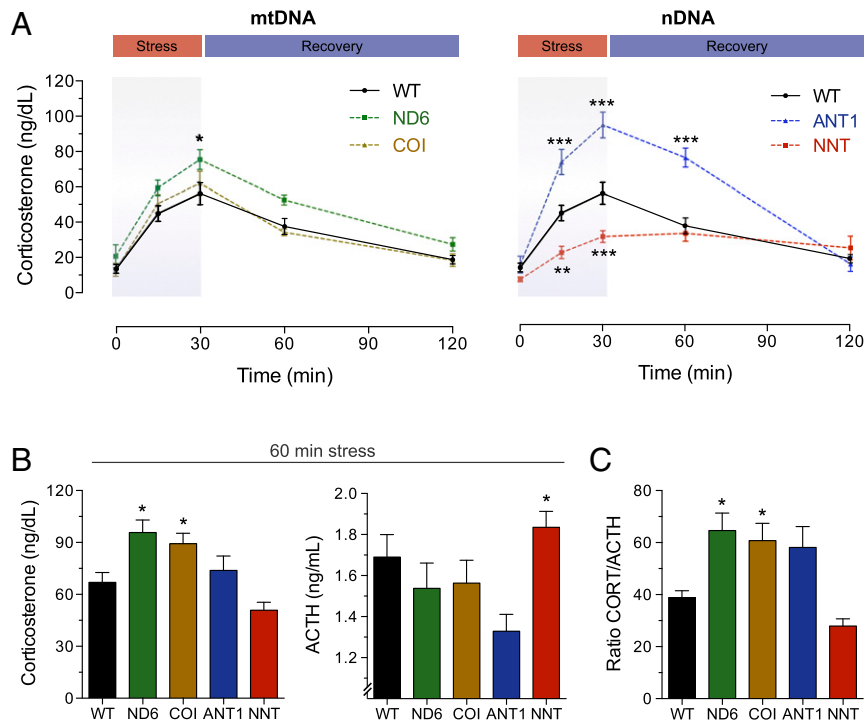 A
mtDNA
nDNA
Stress
Recovery
Stress
Recovery
Corticosterone (ng/dL)
120
100
80
60
40
20
0
WT
ND6
COI
*
WT
ANT1
NNT
***
***
***
**
***
0
30
60
90
120
Time (min)
0
30
60
90
120
Time (min)
B
60 min stress
C
Corticosterone (ng/dL)
120
90
60
30
0
*
*
WT
ND6
COI
ANT1
NNT
ACTH (ng/mL)
2.0
1.8
1.6
1.4
1.2
*
WT
ND6
COI
ANT1
NNT
Ratio CORT/ACTH
80
60
40
20
0
*
*
WT
ND6
COI
ANT1
NNT